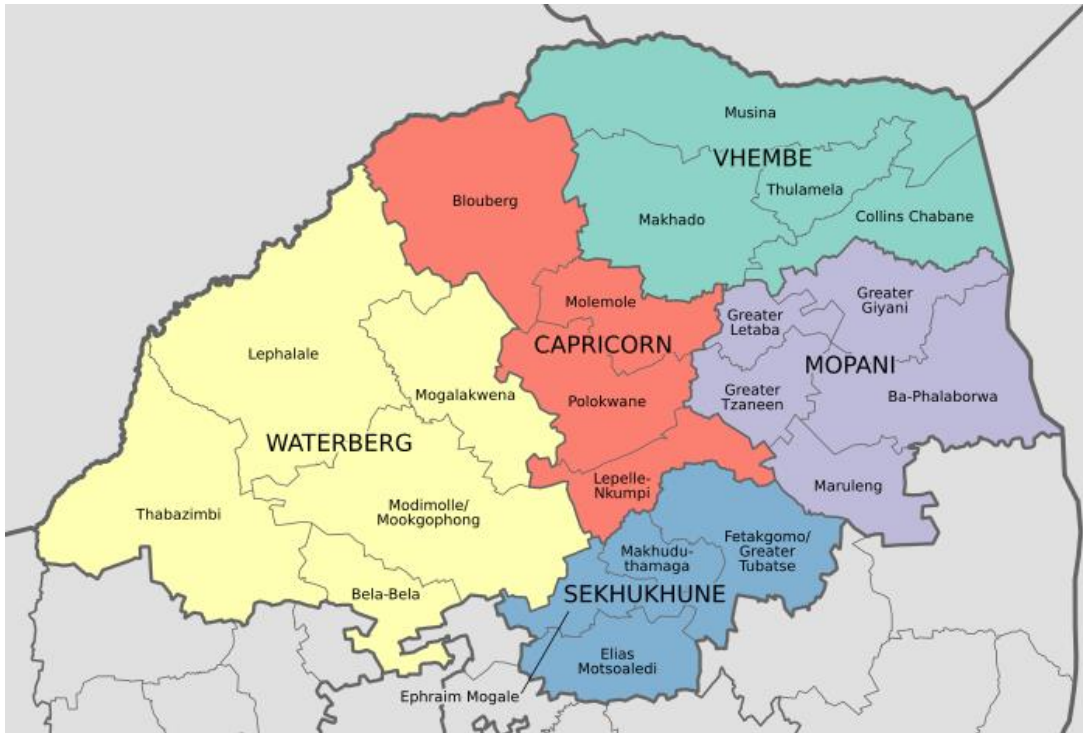 Musina
VHEMBE
Thulamela
Blouberg
Makhado
Collins Chabane
Molemole
Greater
Letaba
Greater
Giyani
CAPRICORN
Lephalale
MOPANI
Mogalakwena
Polokwane
Greater
Tzaneen
Ba-Phalaborwa
WATERBERG
Lepelle-
Nkumpi
Maruleng
Thabazimbi
Modimolle/
Mookgophong
Makhudu-
thamaga
Fetakgomo/
Greater
Tubatse
Bela-Bela
SEKHUKHUNE
Elias
Motsoaledi
Ephraim Mogale